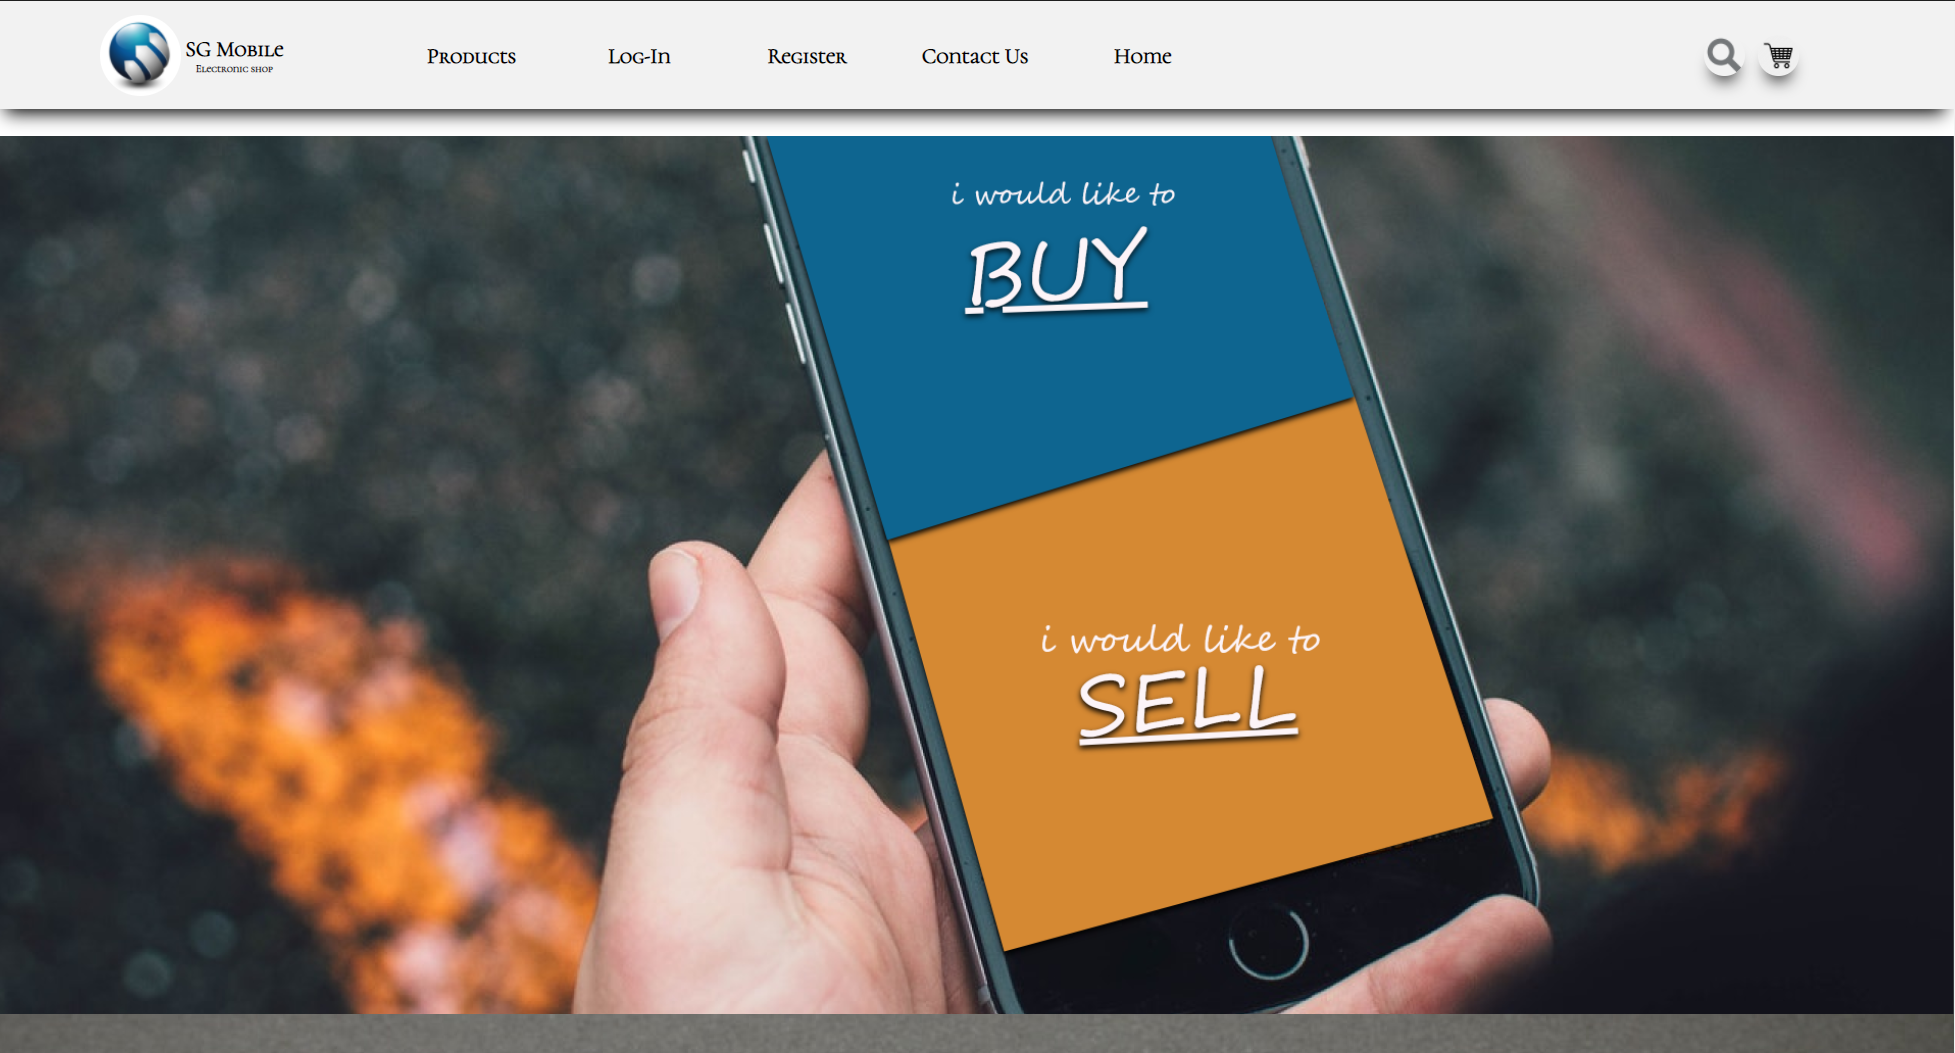 SG Mobile
Electronic shop
Products
Log-In
Register
Contact Us
Home
i would like to
BUY
i would like to
SELL